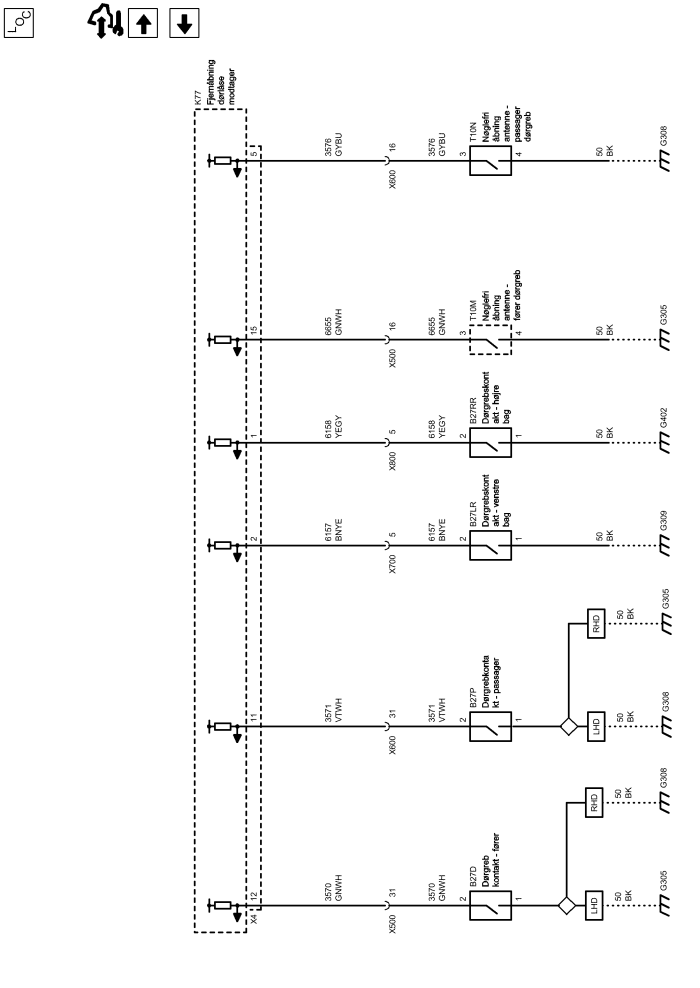 LOC
K77
Fjernåbning
dørlåse
modtager
5
3576
GYBU
16
X600
3576
GYBU
3
T10N
Nøglefri
åbning
antenne -
passager
dørgreb
4
50
BK
G308
15
6655
GNWH
16
X500
6655
GNWH
3
T10M
Nøglefri
åbning
antenne -
fører dørgreb
4
50
BK
G305
1
6158
YEGY
5
X800
6158
YEGY
2
B27RR
Dørgrebskont
akt - højre
bag
1
50
BK
G402
2
6157
BNYE
5
X700
6157
BNYE
2
B27LR
Dørgrebskont
akt - venstre
bag
1
50
BK
G309
11
3571
VTWH
31
X600
3571
VTWH
2
B27P
Dørgrebkonta
kt - passager
1
RHD
50
BK
G305
LHD
50
BK
G308
12
X4
3570
GNWH
31
X500
3570
GNWH
2
B27D
Dørgreb
kontakt - fører
1
RHD
50
BK
G308
LHD
50
BK
G305